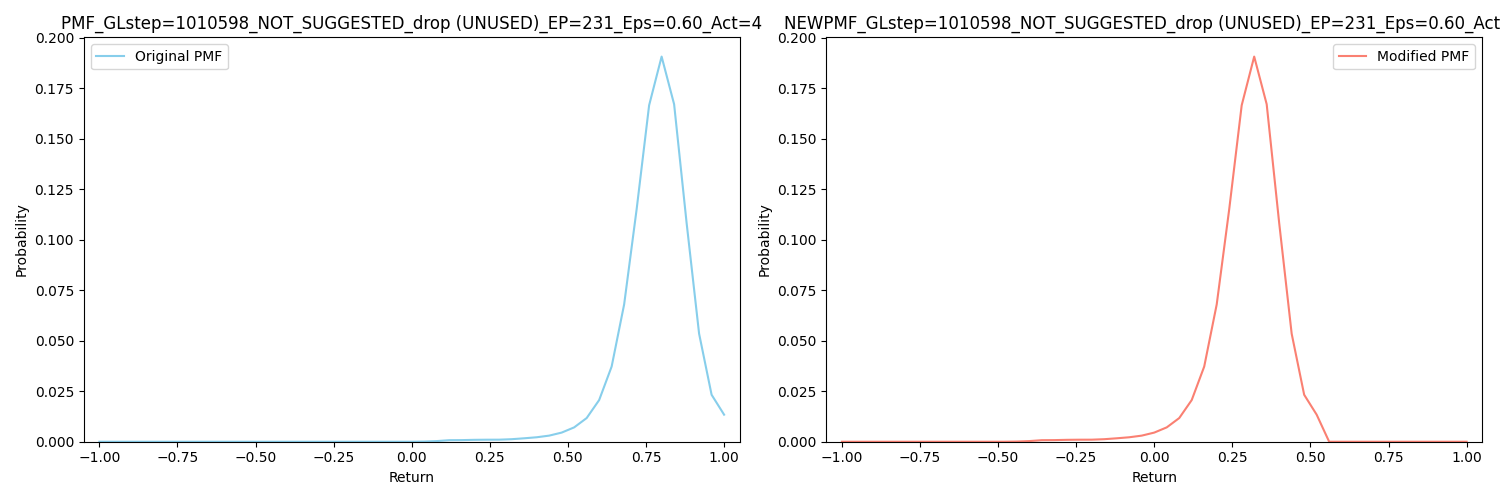 PMF_GLstep=1010598_NOT_SUGGESTED_drop (UNUSED)_EP=231_Eps=0.60_Act=4
Original PMF
Probability
0.200
0.175
0.150
0.125
0.100
0.075
0.050
0.025
0.000
−1.00 −0.75 −0.50 −0.25 0.00 0.25 0.50 0.75 1.00
Return
NEWPMF_GLstep=1010598_NOT_SUGGESTED_drop (UNUSED)_EP=231_Eps=0.60_Act
Modified PMF
Probability
0.200
0.175
0.150
0.125
0.100
0.075
0.050
0.025
0.000
−1.00 −0.75 −0.50 −0.25 0.00 0.25 0.50 0.75 1.00
Return